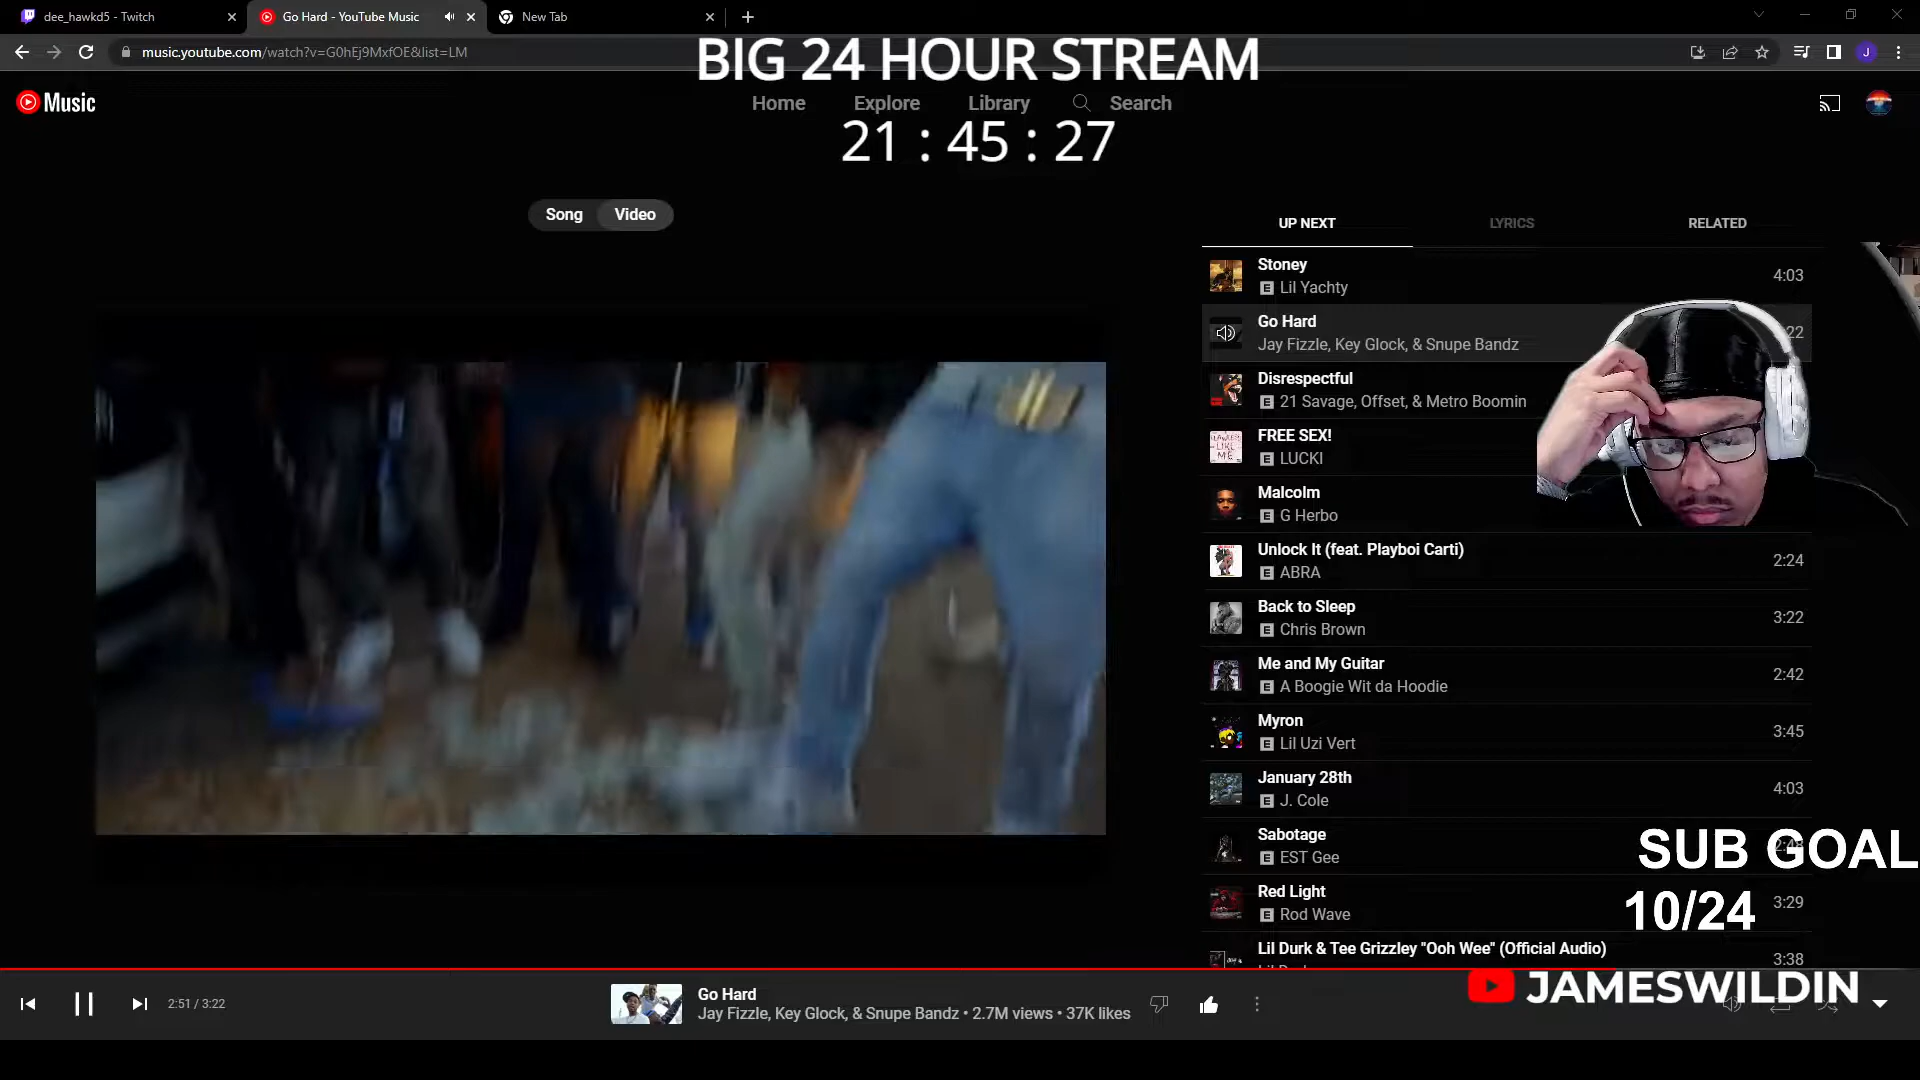 dee_hawkd5 - Twitch
Go Hard - YouTube Music
New Tab
music.youtube.com/watch?v=G0hEj9MxfOE&list=LM
J
BIG 24 HOUR STREAM
Music
Home
Explore
Library
Search
21 : 45 : 27
Song
Video
UP NEXT
LYRICS
RELATED
Stoney
E Lil Yachty
4:03
Go Hard
Jay Fizzle, Key Glock, & Snupe Bandz
22
Disrespectful
E 21 Savage, Offset, & Metro Boomin
FREE SEX!
E LUCKI
Malcolm
E G Herbo
Unlock It (feat. Playboi Carti)
E ABRA
2:24
Back to Sleep
E Chris Brown
3:22
Me and My Guitar
E A Boogie Wit da Hoodie
2:42
Myron
E Lil Uzi Vert
3:45
January 28th
E J. Cole
4:03
Sabotage
E EST Gee
SUB GOAL
Red Light
E Rod Wave
10/24
3:29
Lil Durk & Tee Grizzley "Ooh Wee" (Official Audio)
3:38
2:51 / 3:22
Go Hard
Jay Fizzle, Key Glock, & Snupe Bandz • 2.7M views • 37K likes
JAMESWILDIN